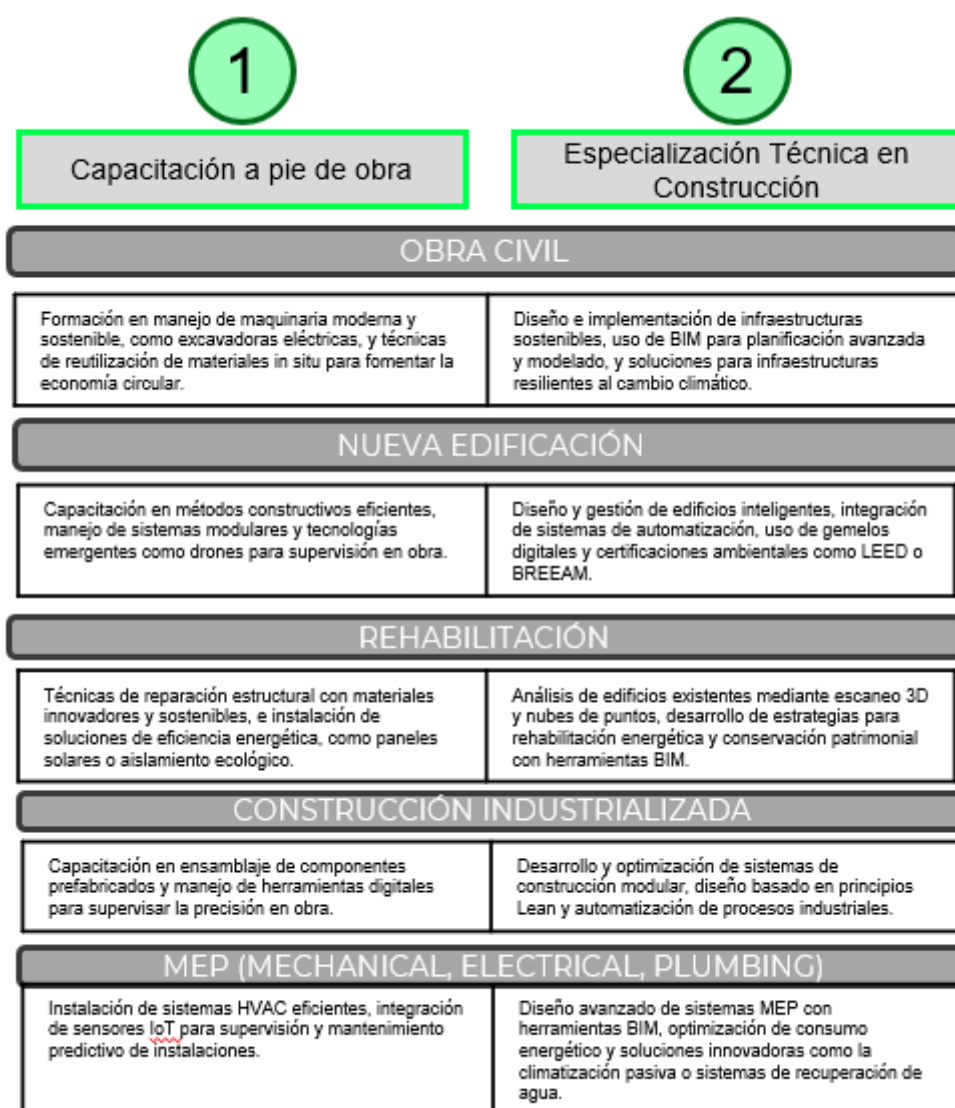 1
2
Capacitación a pie de obra
Especialización Técnica en
Construcción
OBRA CIVIL
Formación en manejo de maquinaria moderna y
sostenible, como excavadoras eléctricas, y técnicas
de reutilización de materiales in situ para fomentar la
economía circular.
Diseño e implementación de infraestructuras
sostenibles, uso de BIM para planificación avanzada
y modelado, y soluciones para infraestructuras
resilientes al cambio climático.
NUEVA EDIFICACIÓN
Capacitación en métodos constructivos eficientes,
manejo de sistemas modulares y tecnologías
emergentes como drones para supervisión en obra.
Diseño y gestión de edificios inteligentes, integración
de sistemas de automatización, uso de gemelos
digitales y certificaciones ambientales como LEED o
BREEAM.
REHABILITACIÓN
Técnicas de reparación estructural con materiales
innovadores y sostenibles, e instalación de
soluciones de eficiencia energética, como paneles
solares o aislamiento ecológico.
Análisis de edificios existentes mediante escaneo 3D
y nubes de puntos, desarrollo de estrategias para
rehabilitación energética y conservación patrimonial
con herramientas BIM.
CONSTRUCCIÓN INDUSTRIALIZADA
Capacitación en ensamblaje de componentes
prefabricados y manejo de herramientas digitales
para supervisar la precisión en obra.
Desarrollo y optimización de sistemas de
construcción modular, diseño basado en principios
Lean y automatización de procesos industriales.
MEP (MECHANICAL, ELECTRICAL, PLUMBING)
Instalación de sistemas HVAC eficientes, integración
de sensores IoT para supervisión y mantenimiento
predictivo de instalaciones.
Diseño avanzado de sistemas MEP con
herramientas BIM, optimización de consumo
energético y soluciones innovadoras como la
climatización pasiva o sistemas de recuperación de
agua.